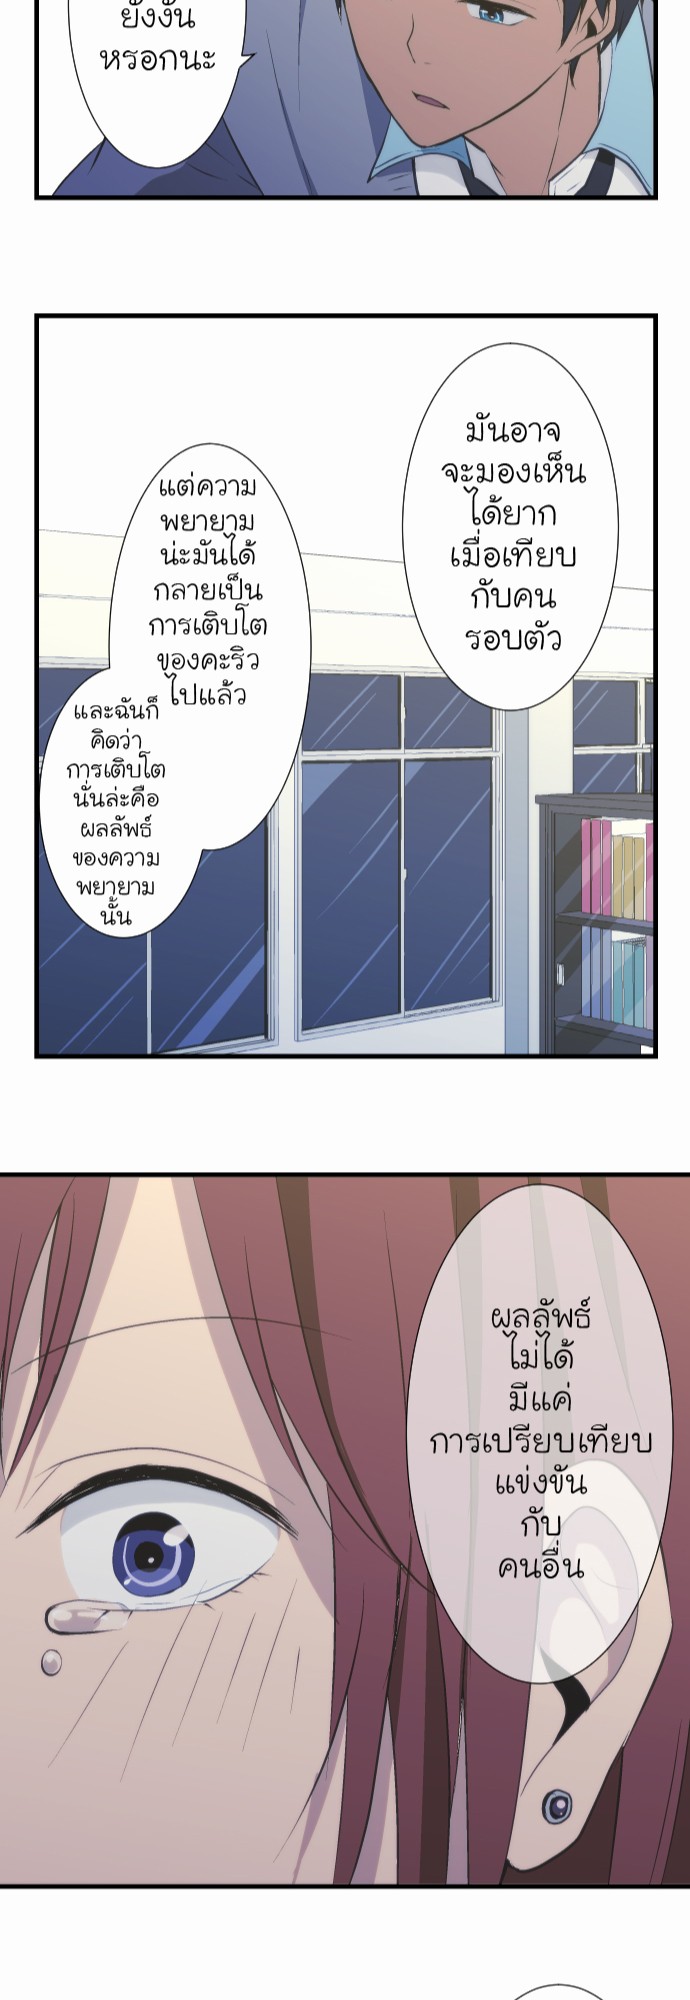 ยังงั้น
หรอกนะ
มันอาจ
จะมองเห็น
ได้ยาก
เมื่อเทียบ
กับคน
รอบตัว
แต่ความ
พยายาม
น่ะมันได้
กลายเป็น
การเติบโต
ของคะริว
ไปแล้ว
และฉันก็
คิดว่า
การเติบโต
นั่นล่ะคือ
ผลลัพธ์
ของความ
พยายาม
นั้น
ผลลัพธ์
ไม่ได้
มีแค่
การเปรียบเทียบ
แข่งขัน
กับ
คนอื่น